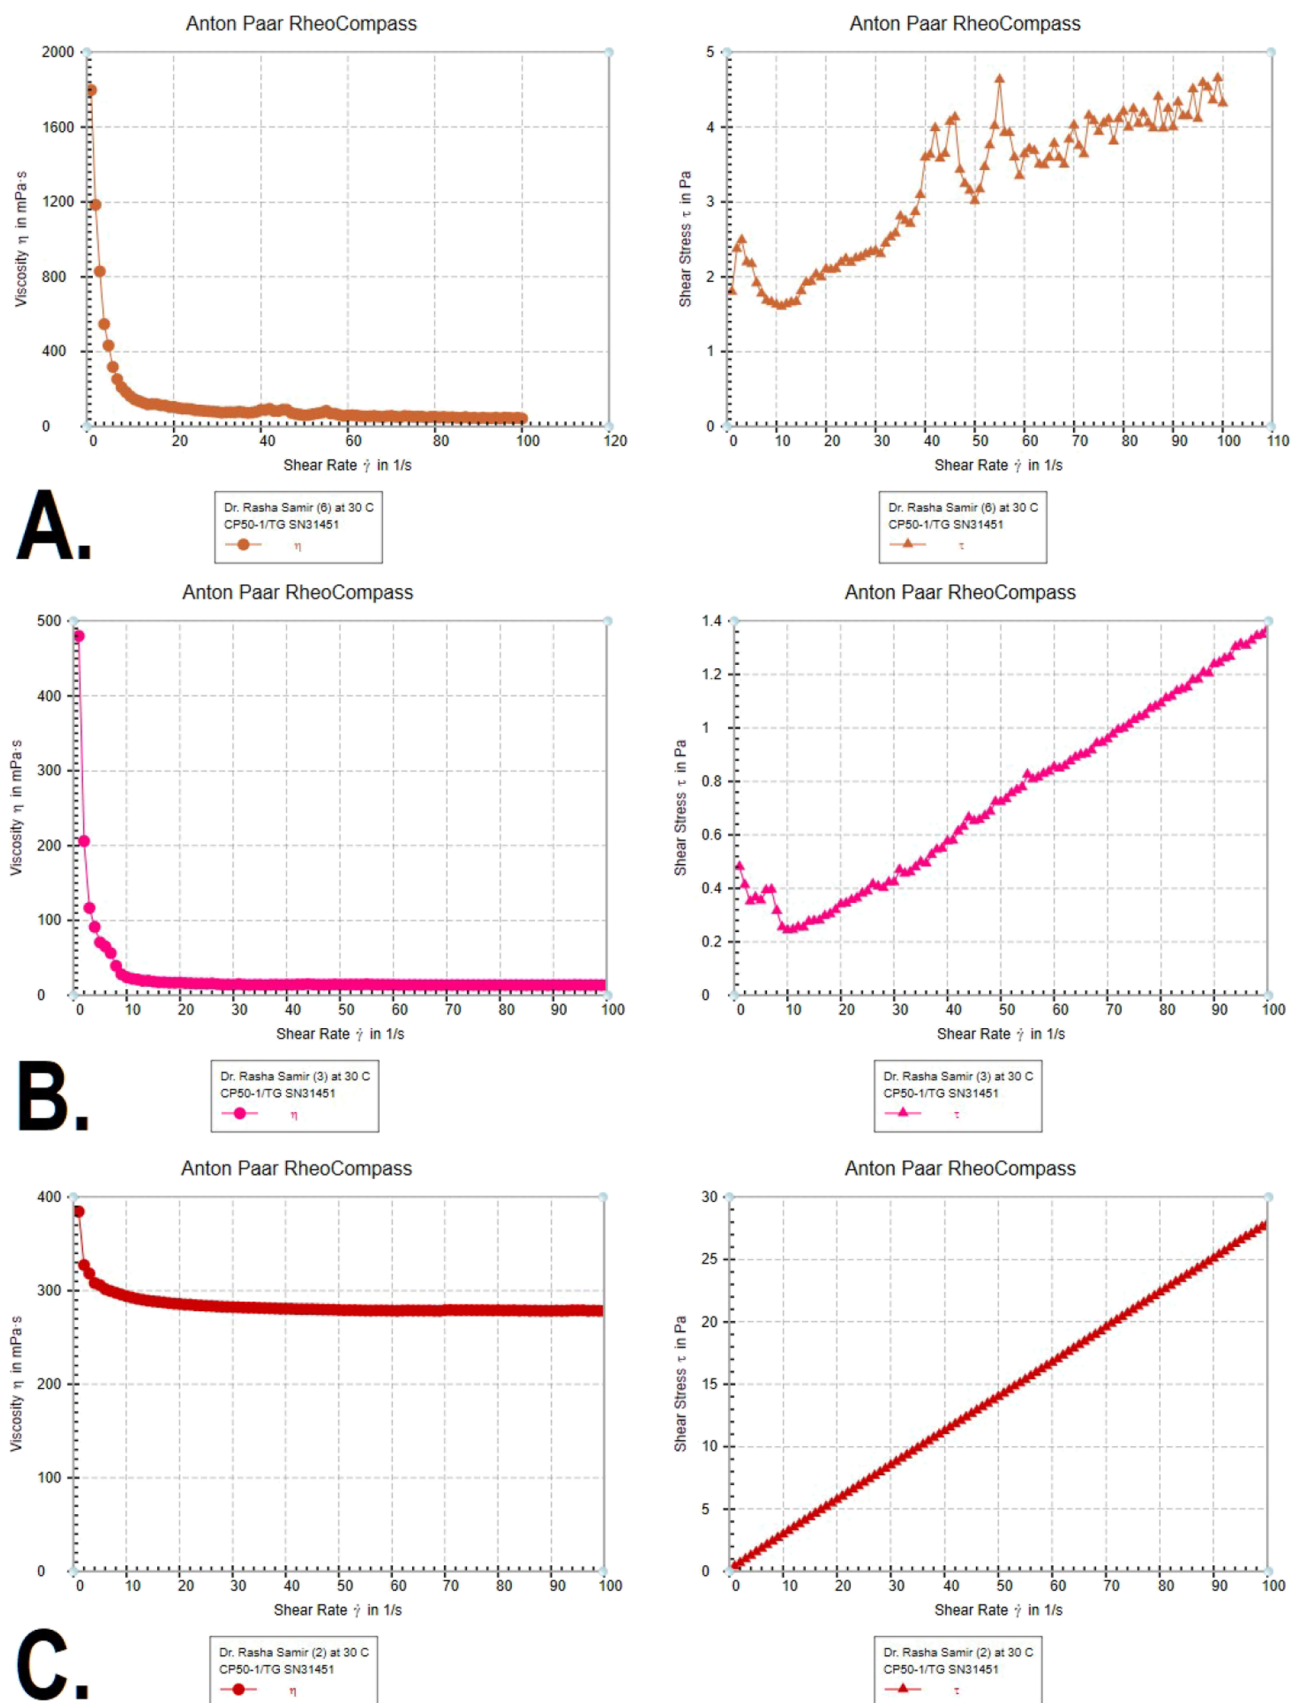 Anton Paar RheoCompass
Anton Paar RheoCompass
2000
1600
1200
800
400
0
Viscosity η in mPa·s
0 20 40 60 80 100 120
Shear Rate γ̇ in 1/s
5
4
3
2
1
0
Shear Stress τ in Pa
0 10 20 30 40 50 60 70 80 90 100 110
Shear Rate γ̇ in 1/s
A.
Dr. Rasha Samir (6) at 30 C
CP50-1/TG SN31451
η
Dr. Rasha Samir (6) at 30 C
CP50-1/TG SN31451
τ
Anton Paar RheoCompass
Anton Paar RheoCompass
500
400
300
200
100
0
Viscosity η in mPa·s
0 10 20 30 40 50 60 70 80 90 100
Shear Rate γ̇ in 1/s
1.4
1.2
1
0.8
0.6
0.4
0.2
0
Shear Stress τ in Pa
0 10 20 30 40 50 60 70 80 90 100
Shear Rate γ̇ in 1/s
B.
Dr. Rasha Samir (3) at 30 C
CP50-1/TG SN31451
η
Dr. Rasha Samir (3) at 30 C
CP50-1/TG SN31451
τ
Anton Paar RheoCompass
Anton Paar RheoCompass
400
300
200
100
0
Viscosity η in mPa·s
0 10 20 30 40 50 60 70 80 90 100
Shear Rate γ̇ in 1/s
30
25
20
15
10
5
0
Shear Stress τ in Pa
0 10 20 30 40 50 60 70 80 90 100
Shear Rate γ̇ in 1/s
C.
Dr. Rasha Samir (2) at 30 C
CP50-1/TG SN31451
η
Dr. Rasha Samir (2) at 30 C
CP50-1/TG SN31451
τ